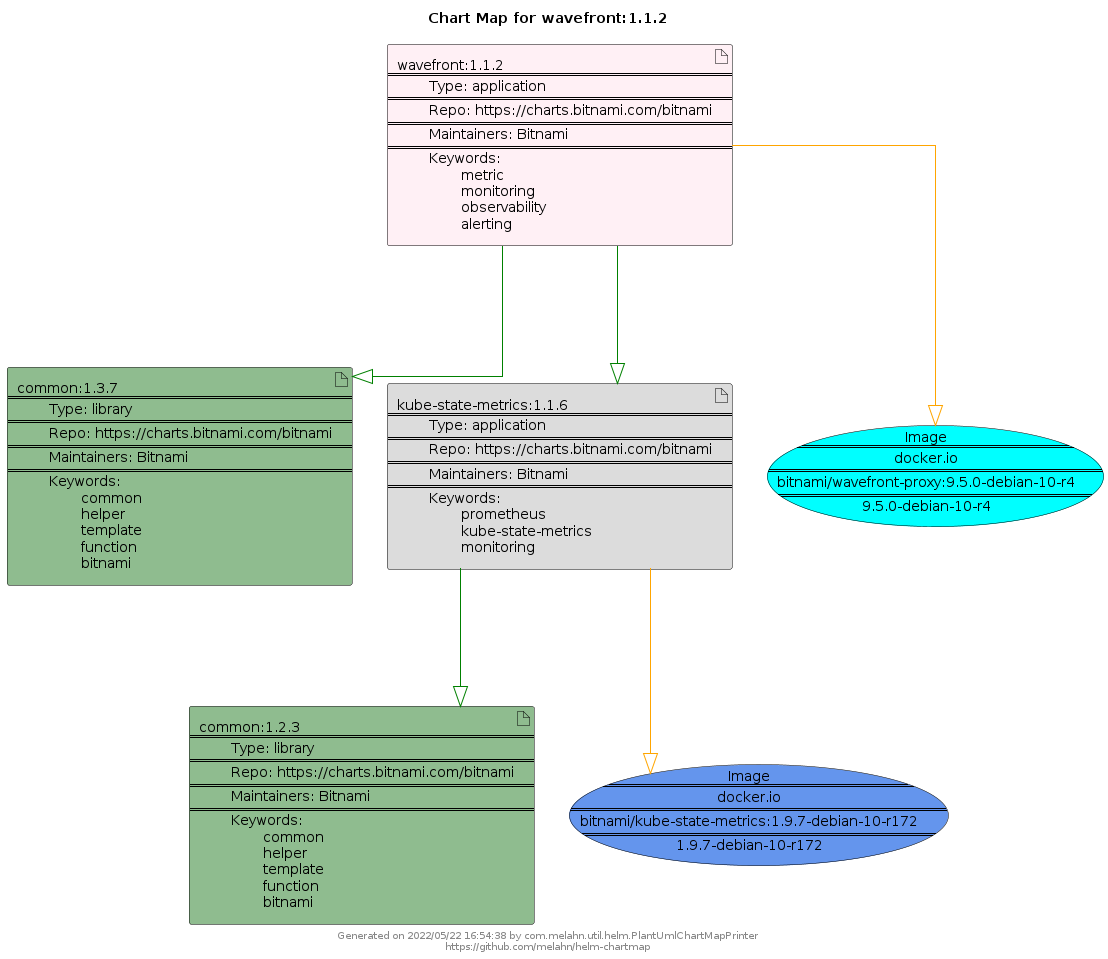 Chart Map for wavefront:1.1.2
wavefront:1.1.2
Type: application
Repo: https://charts.bitnami.com/bitnami
Maintainers: Bitnami
Keywords:
metric
monitoring
observability
alerting
common:1.3.7
Type: library
Repo: https://charts.bitnami.com/bitnami
Maintainers: Bitnami
Keywords:
common
helper
template
function
bitnami
kube-state-metrics:1.1.6
Type: application
Repo: https://charts.bitnami.com/bitnami
Maintainers: Bitnami
Keywords:
prometheus
kube-state-metrics
monitoring
Image
docker.io
bitnami/wavefront-proxy:9.5.0-debian-10-r4
9.5.0-debian-10-r4
common:1.2.3
Type: library
Repo: https://charts.bitnami.com/bitnami
Maintainers: Bitnami
Keywords:
common
helper
template
function
bitnami
Image
docker.io
bitnami/kube-state-metrics:1.9.7-debian-10-r172
1.9.7-debian-10-r172
Generated on 2022/05/22 16:54:38 by com.melahn.util.helm.PlantUmlChartMapPrinter
https://github.com/melahn/helm-chartmap